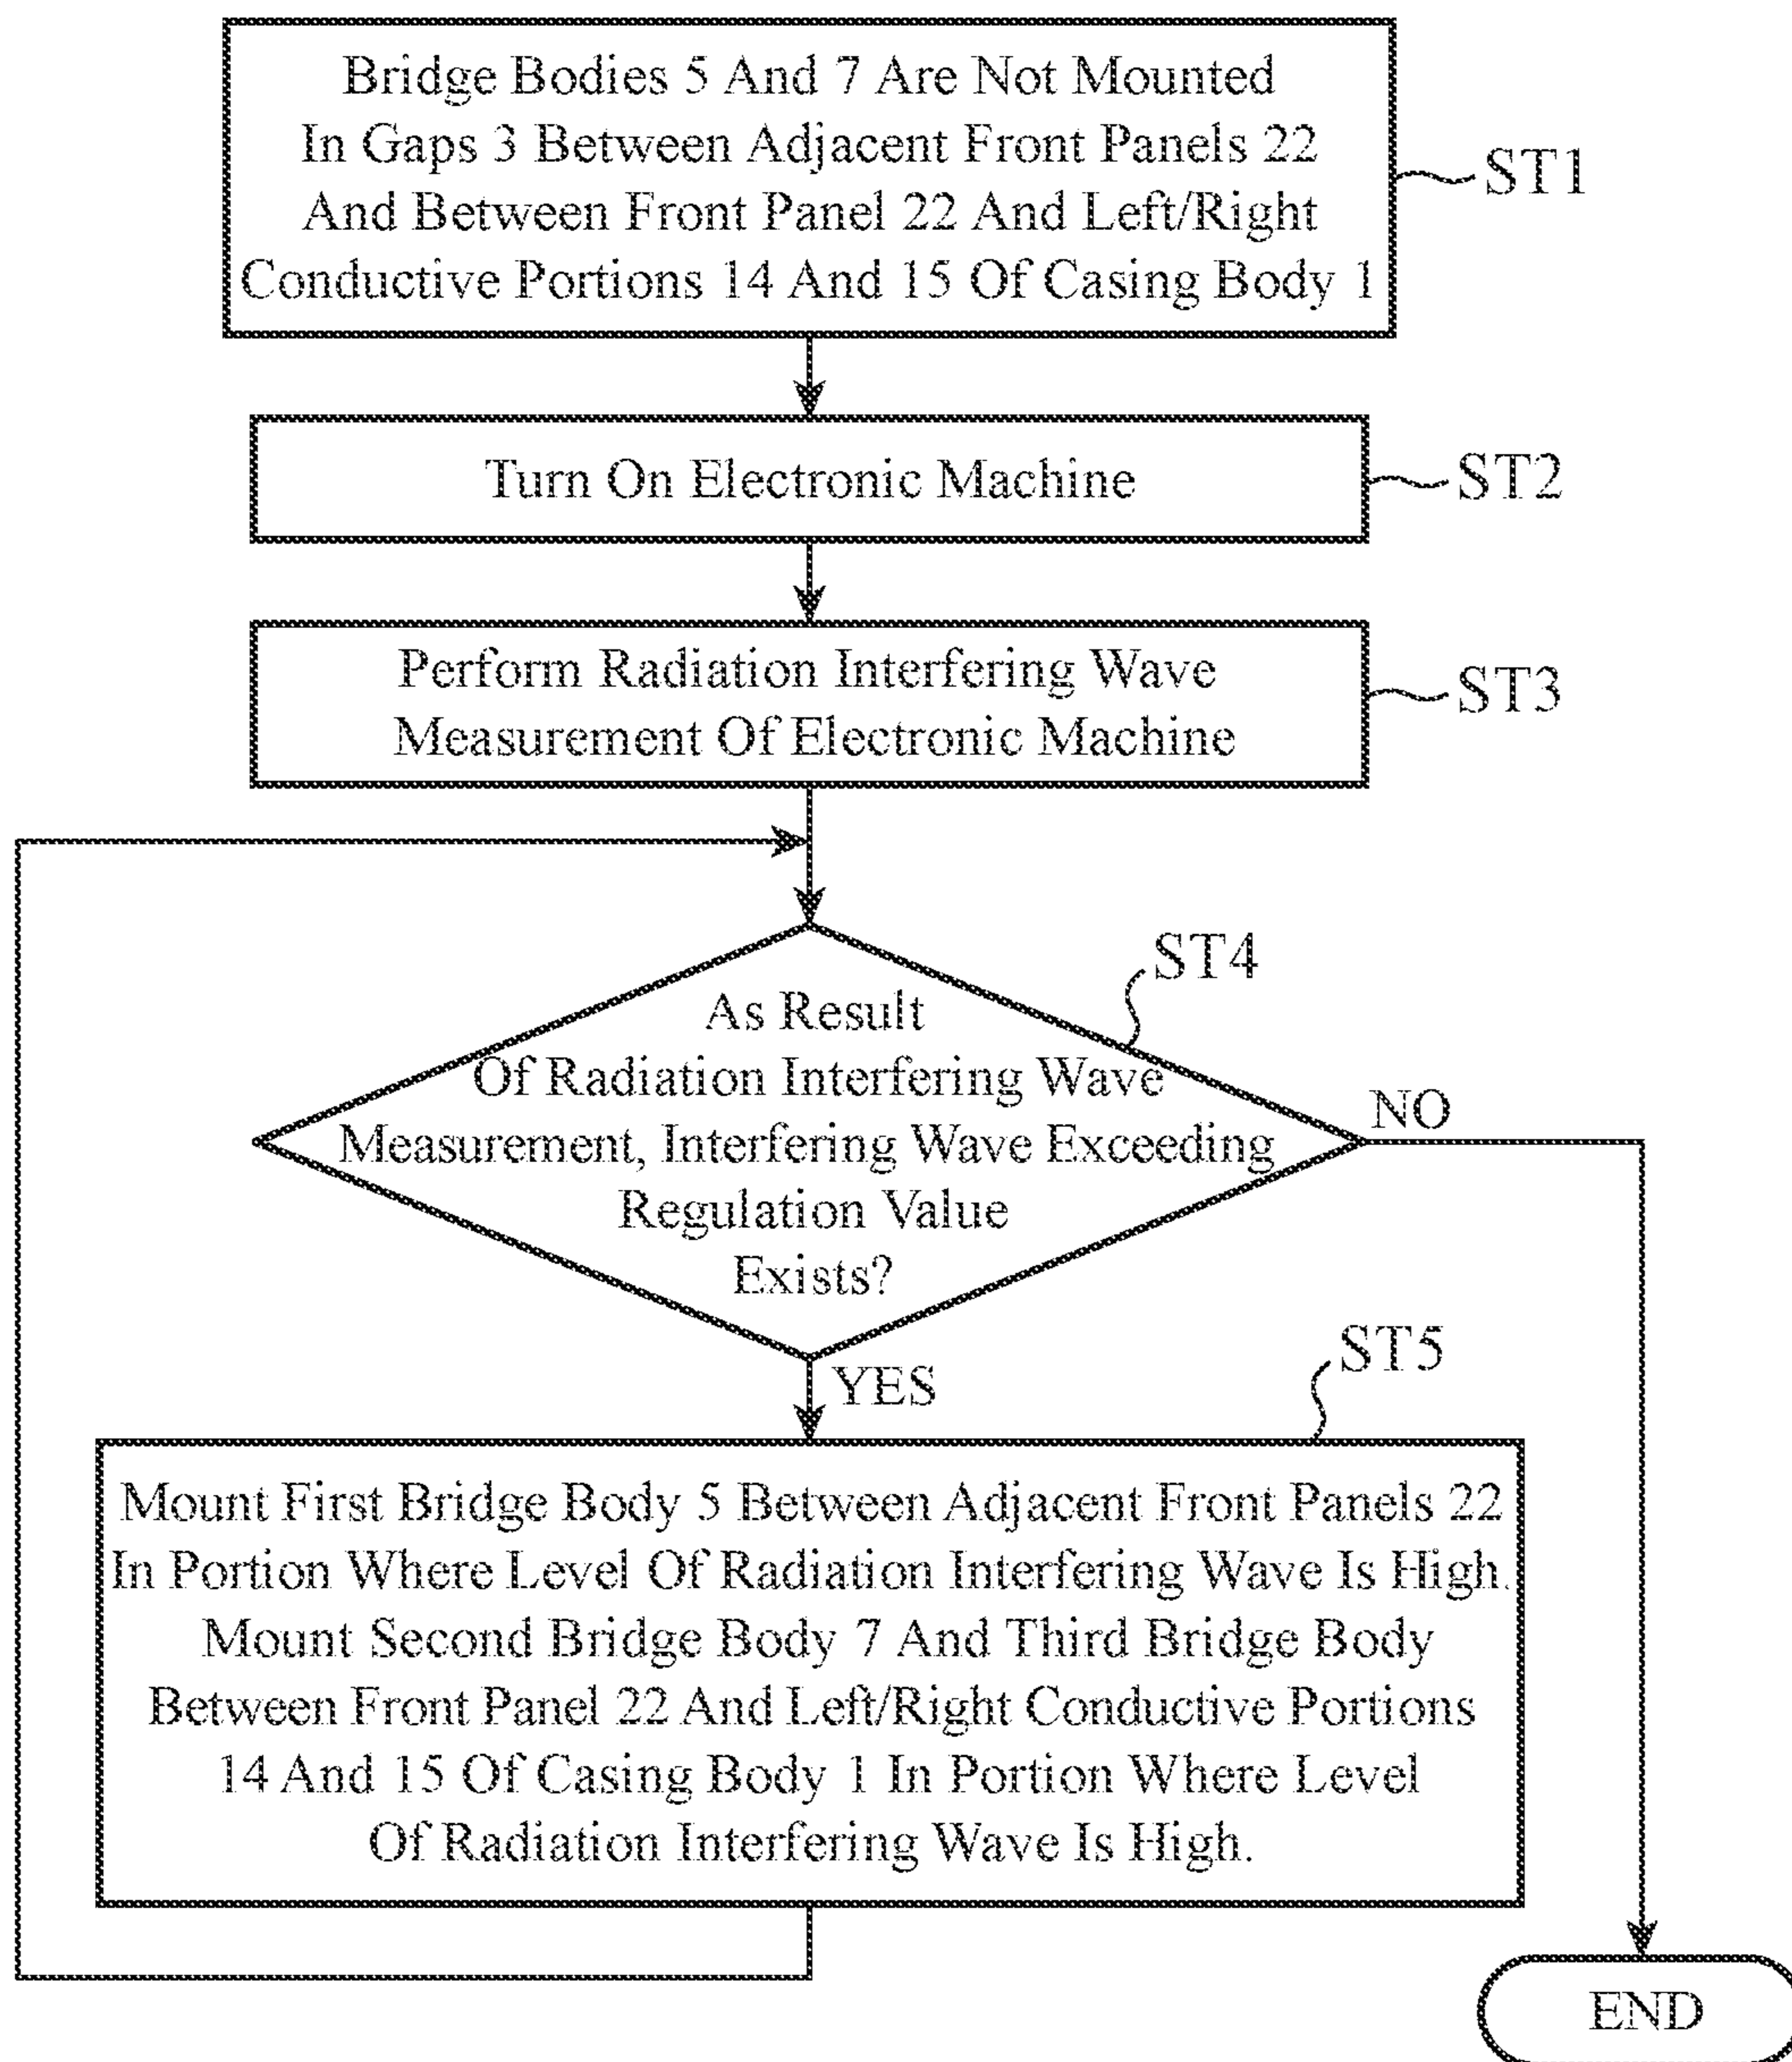 Bridge Bodies 5 And 7 Are Not Mounted
In Gaps 3 Between Adjacent Front Panels 22
And Between Front Panel 22 And Left/Right
Conductive Portions 14 And 15 Of Casing Body 1
ST1
Turn On Electronic Machine
ST2
Perform Radiation Interfering Wave
Measurement Of Electronic Machine
ST3
ST4
As Result
Of Radiation Interfering Wave
Measurement, Interfering Wave Exceeding
Regulation Value
Exists?
NO
YES
ST5
Mount First Bridge Body 5 Between Adjacent Front Panels 22
In Portion Where Level Of Radiation Interfering Wave Is High.
Mount Second Bridge Body 7 And Third Bridge Body
Between Front Panel 22 And Left/Right Conductive Portions
14 And 15 Of Casing Body 1 In Portion Where Level
Of Radiation Interfering Wave Is High.
END